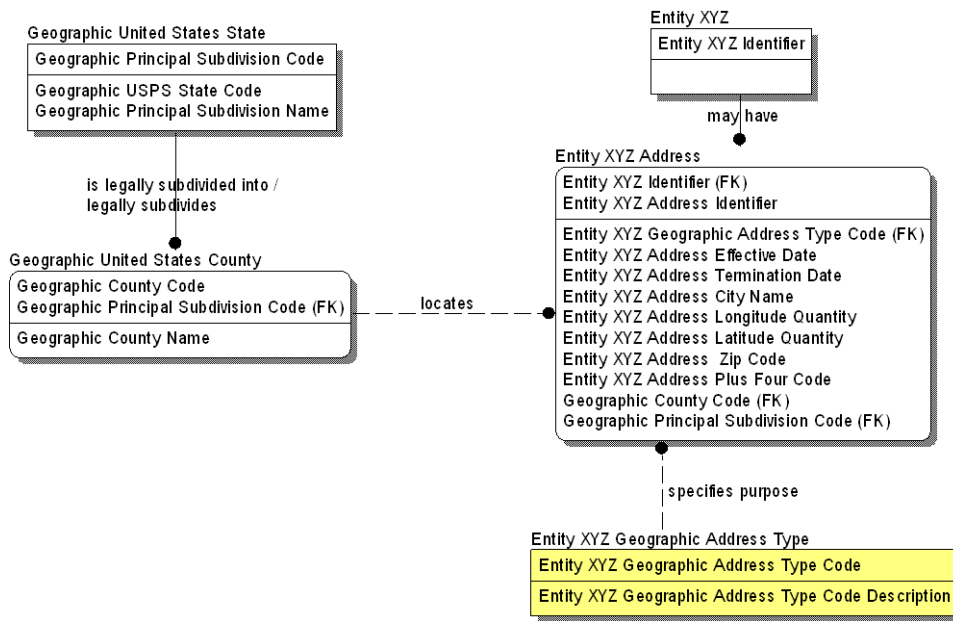 Geographic United States State
Geographic Principal Subdivision Code
Geographic USPS State Code
Geographic Principal Subdivision Name
is legally subdivided into /
legally subdivides
Geographic United States County
Geographic County Code
Geographic Principal Subdivision Code (FK)
Geographic County Name
locates
Entity XYZ
Entity XYZ Identifier
may have
Entity XYZ Address
Entity XYZ Identifier (FK)
Entity XYZ Address Identifier
Entity XYZ Geographic Address Type Code (FK)
Entity XYZ Address Effective Date
Entity XYZ Address Termination Date
Entity XYZ Address City Name
Entity XYZ Address Longitude Quantity
Entity XYZ Address Latitude Quantity
Entity XYZ Address Zip Code
Entity XYZ Address Plus Four Code
Geographic County Code (FK)
Geographic Principal Subdivision Code (FK)
specifies purpose
Entity XYZ Geographic Address Type
Entity XYZ Geographic Address Type Code
Entity XYZ Geographic Address Type Code Description